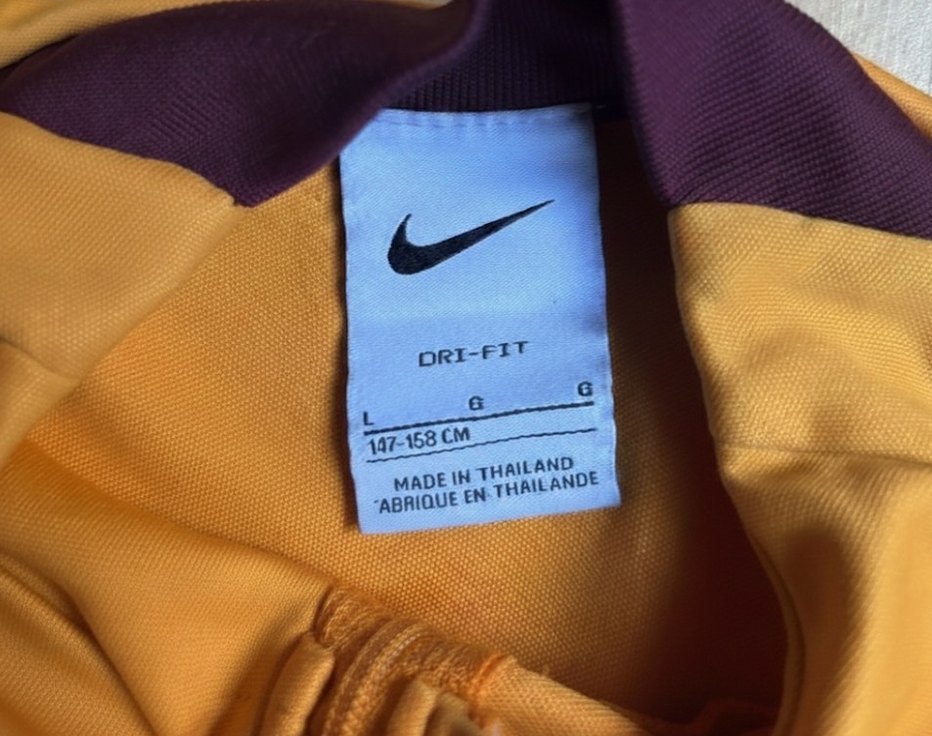 DRI-FIT
L G G
147-158 CM
MADE IN THAILAND
ABRIQUE EN THAILANDE